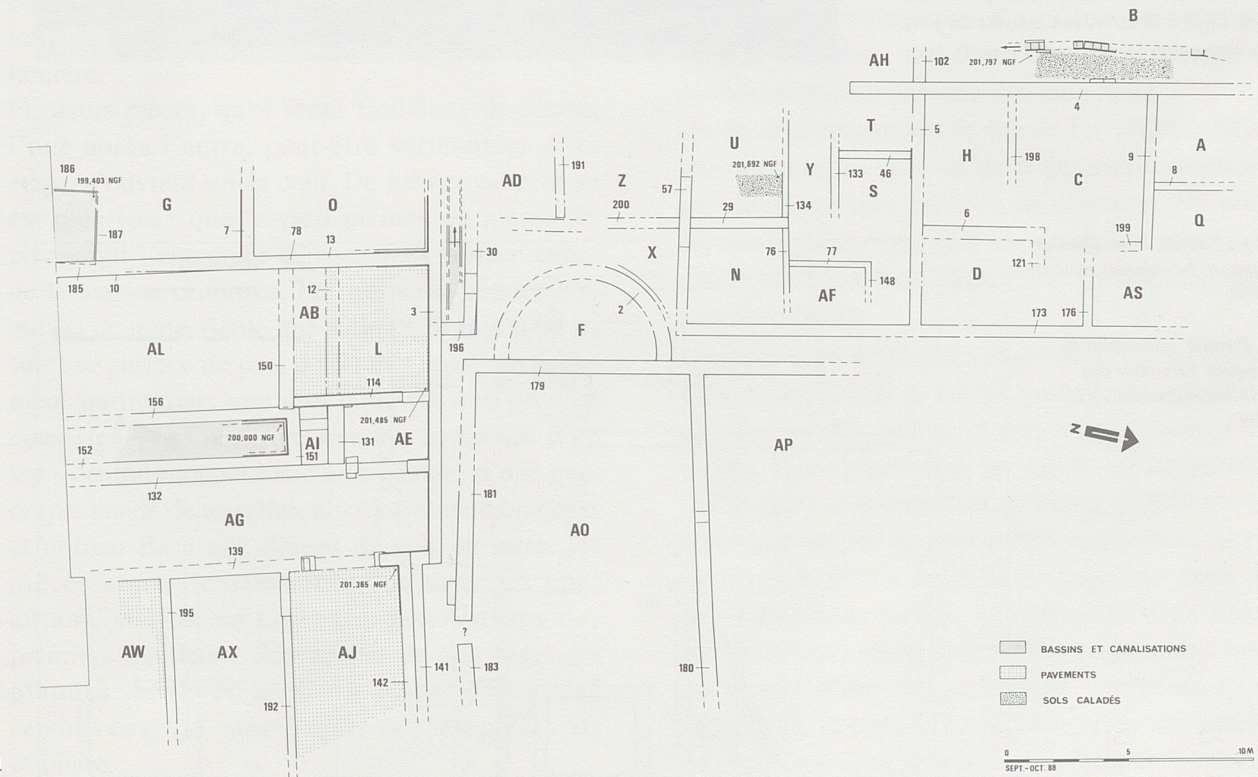 B
AH
102
201,797 NGF
4
U
T
5
H
198
C
9
A
8
Q
186
199,403 NGF
G
O
AD
191
Z
57
201,692 NGF
Y
133
46
S
134
187
7
78
13
200
29
6
199
X
76
77
N
D
121
185
10
30
12
AB
3
2
F
AF
148
AS
173
176
AL
L
196
150
114
179
156
201,485 NGF
N
152
200,000 NGF
AI
151
131
AE
AP
132
181
AG
AO
139
201,365 NGF
195
?
AW
AX
AJ
141
183
180
142
192
BASSINS ET CANALISATIONS
PAVEMENTS
SOLS CALADÉS
0 5 10 M
SEPT.-OCT. 88